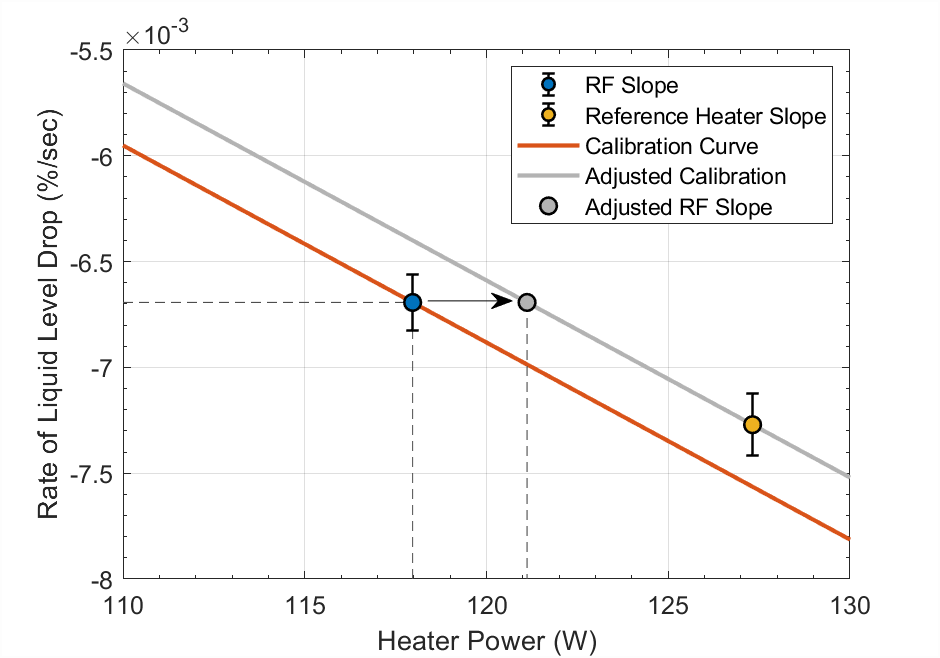 ×10⁻³
-5.5
-6
-6.5
-7
-7.5
-8
110
115
120
125
130
Rate of Liquid Level Drop (%/sec)
Heater Power (W)
RF Slope
Reference Heater Slope
Calibration Curve
Adjusted Calibration
Adjusted RF Slope